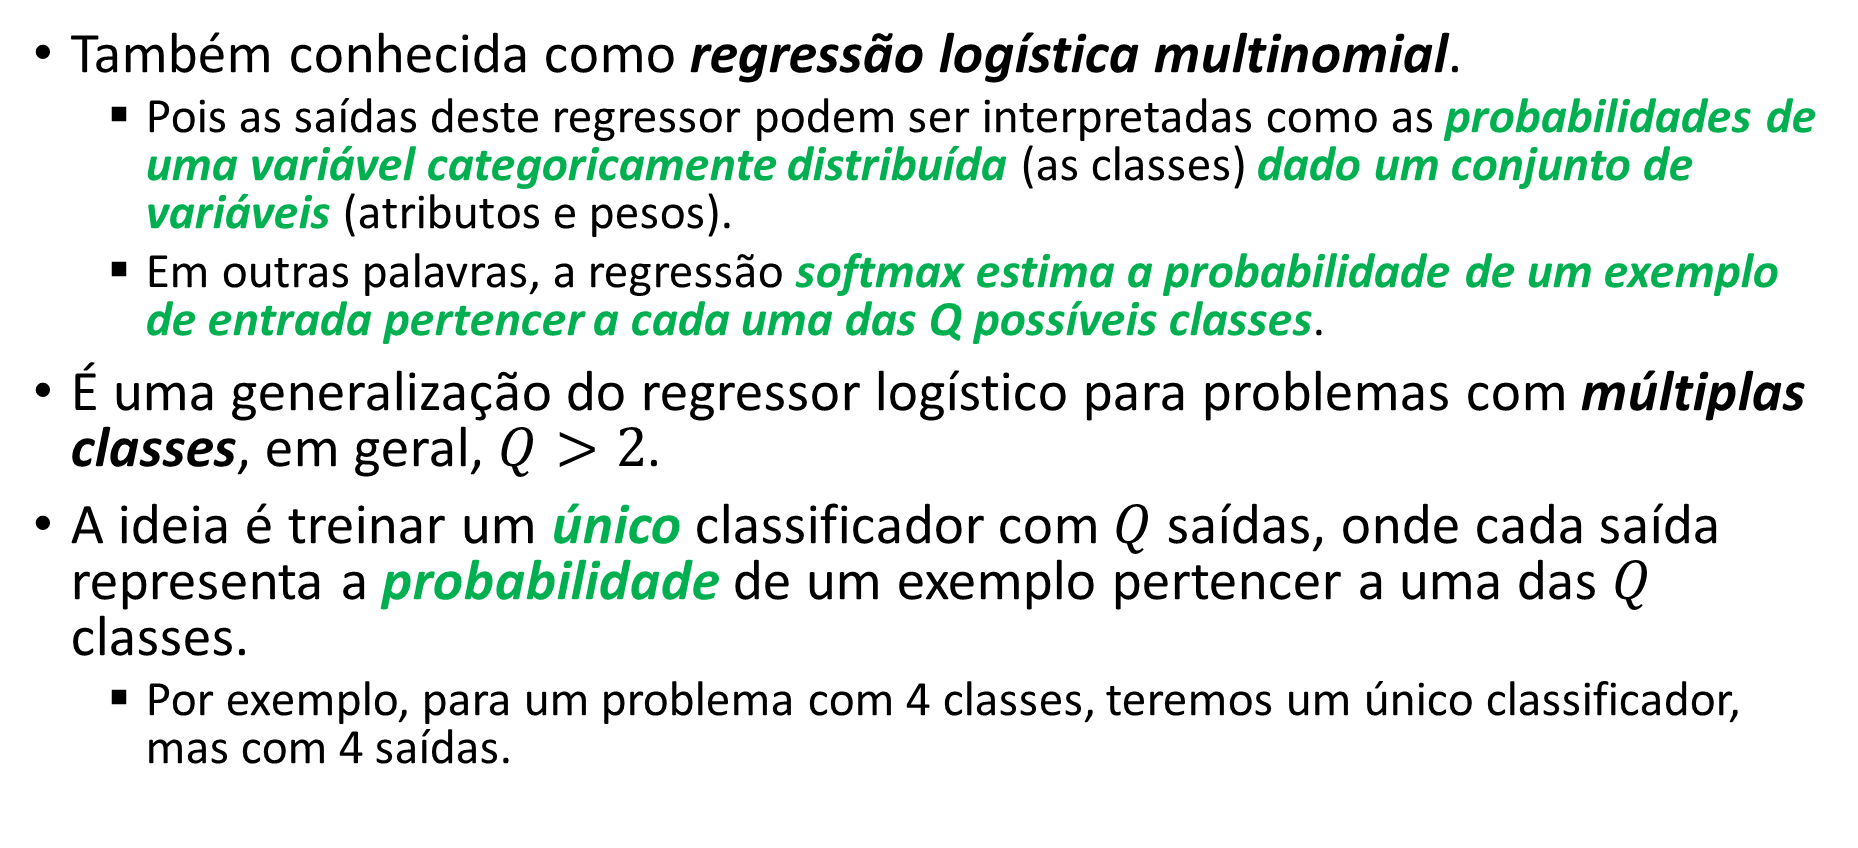 • Também conhecida como regressão logística multinomial.
▪ Pois as saídas deste regressor podem ser interpretadas como as probabilidades de
uma variável categoricamente distribuída (as classes) dado um conjunto de
variáveis (atributos e pesos).
▪ Em outras palavras, a regressão softmax estima a probabilidade de um exemplo
de entrada pertencer a cada uma das Q possíveis classes.
• É uma generalização do regressor logístico para problemas com múltiplas
classes, em geral, Q > 2.
• A ideia é treinar um único classificador com Q saídas, onde cada saída
representa a probabilidade de um exemplo pertencer a uma das Q
classes.
▪ Por exemplo, para um problema com 4 classes, teremos um único classificador,
mas com 4 saídas.